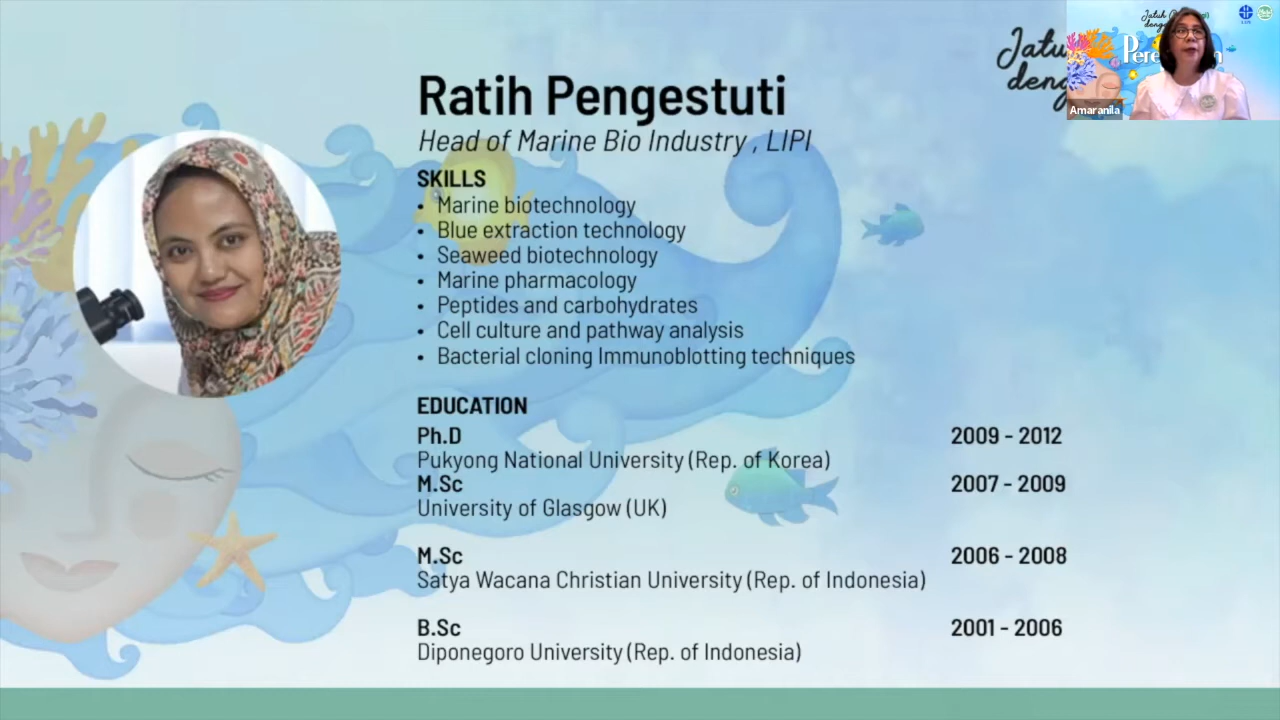 Ratih Pengestuti
Head of Marine Bio Industry , LIPI
SKILLS
• Marine biotechnology
• Blue extraction technology
• Seaweed biotechnology
• Marine pharmacology
• Peptides and carbohydrates
• Cell culture and pathway analysis
• Bacterial cloning Immunoblotting techniques
EDUCATION
Ph.D 2009 - 2012
Pukyong National University (Rep. of Korea)
M.Sc 2007 - 2009
University of Glasgow (UK)
M.Sc 2006 - 2008
Satya Wacana Christian University (Rep. of Indonesia)
B.Sc 2001 - 2006
Diponegoro University (Rep. of Indonesia)
Jatuh
Amaranila